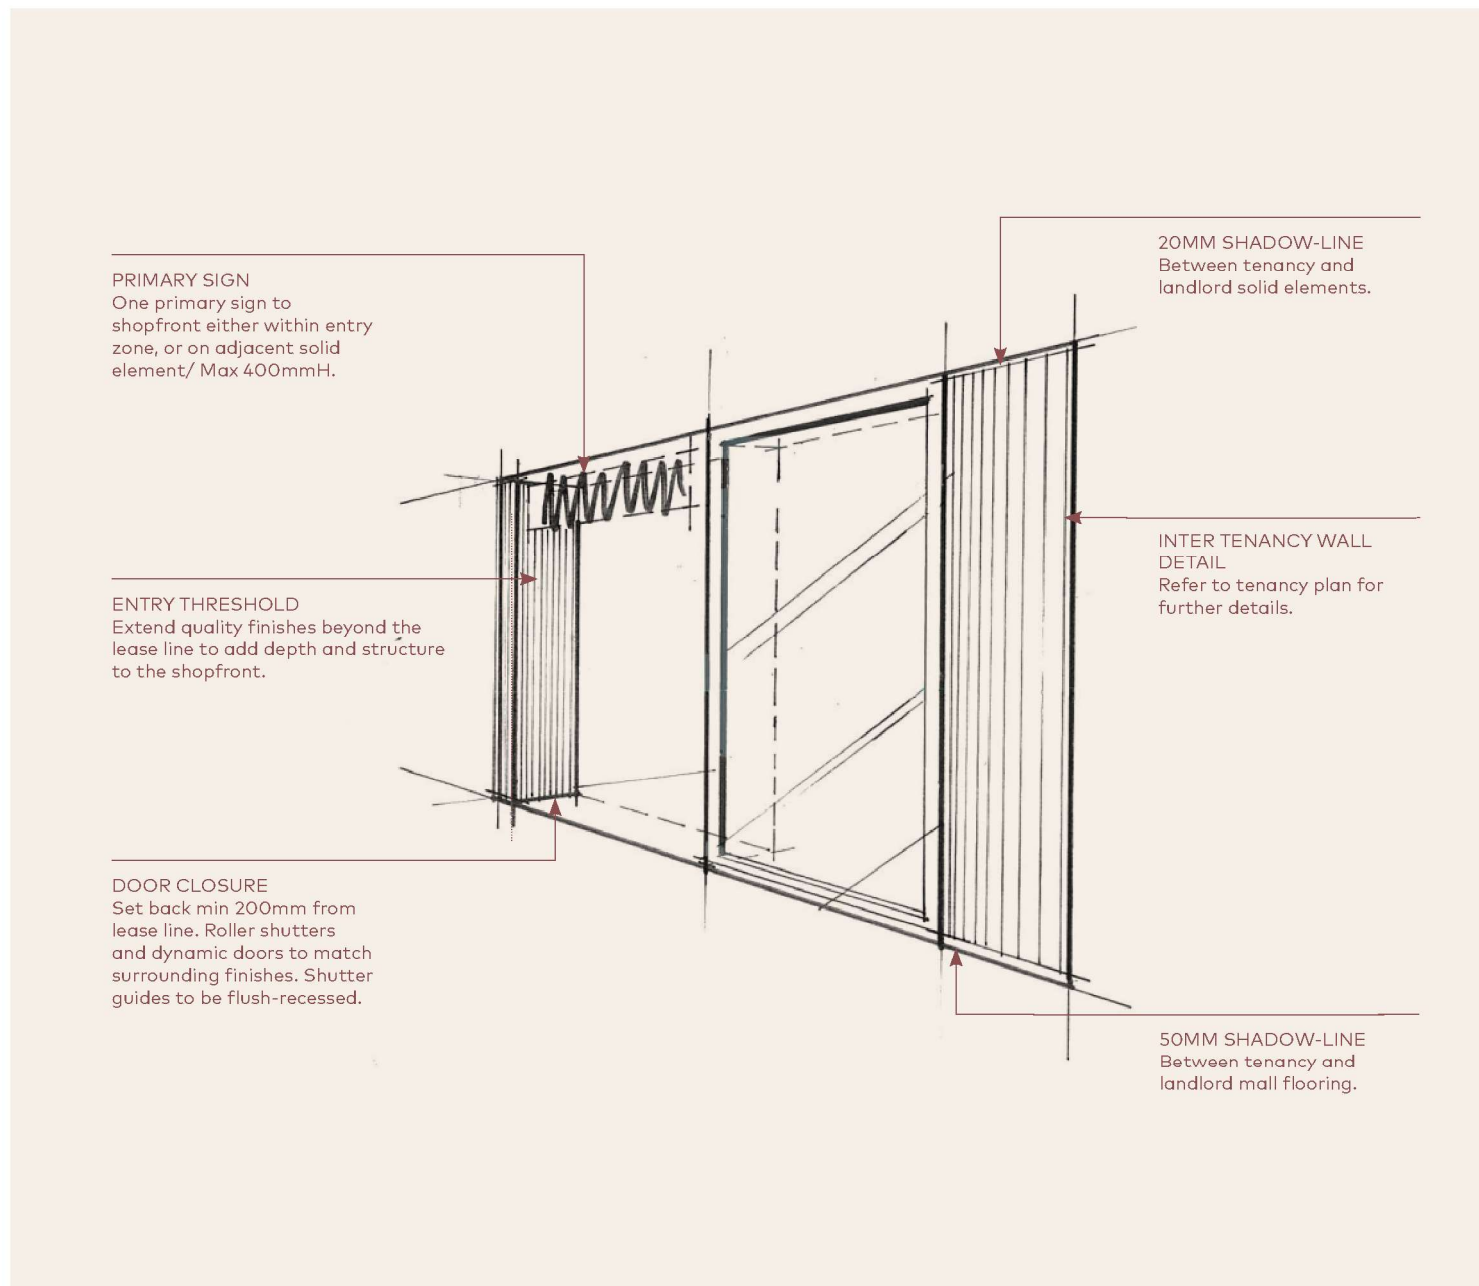 PRIMARY SIGN
One primary sign to
shopfront either within entry
zone, or on adjacent solid
element/ Max 400mmH.
ENTRY THRESHOLD
Extend quality finishes beyond the
lease line to add depth and structure
to the shopfront.
DOOR CLOSURE
Set back min 200mm from
lease line. Roller shutters
and dynamic doors to match
surrounding finishes. Shutter
guides to be flush-recessed.
20MM SHADOW-LINE
Between tenancy and
landlord solid elements.
INTER TENANCY WALL
DETAIL
Refer to tenancy plan for
further details.
50MM SHADOW-LINE
Between tenancy and
landlord mall flooring.